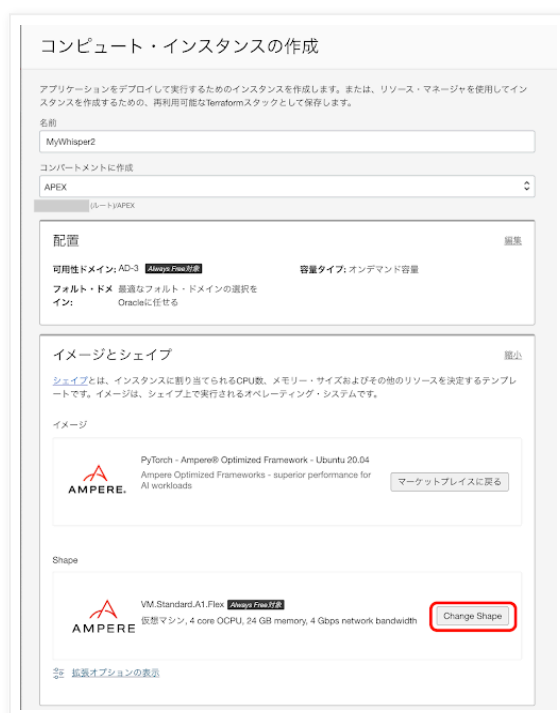 コンピュート・インスタンスの作成
アプリケーションをデプロイして実行するためのインスタンスを作成します。または、リソース・マネージャを使用してイン
スタンスを作成するための、再利用可能なTerraformスタックとして保存します。
名前
MyWhisper2
コンパートメントに作成
APEX
(ルート)/APEX
配置
編集
可用性ドメイン: AD-3 Always Free対象
容量タイプ: オンデマンド容量
フォルト・ドメ 最適なフォルト・ドメインの選択を
イン: Oracleに任せる
イメージとシェイプ
縮小
シェイプとは、インスタンスに割り当てられるCPU数、メモリー・サイズおよびその他のリソースを決定するテンプレ
ートです。イメージは、シェイプ上で実行されるオペレーティング・システムです。
イメージ
AMPERE.
PyTorch - Ampere® Optimized Framework - Ubuntu 20.04
Ampere Optimized Frameworks - superior performance for
AI workloads
マーケットプレイスに戻る
Shape
AMPERE
VM.Standard.A1.Flex Always Free対象
仮想マシン, 4 core OCPU, 24 GB memory, 4 Gbps network bandwidth
Change Shape
拡張オプションの表示